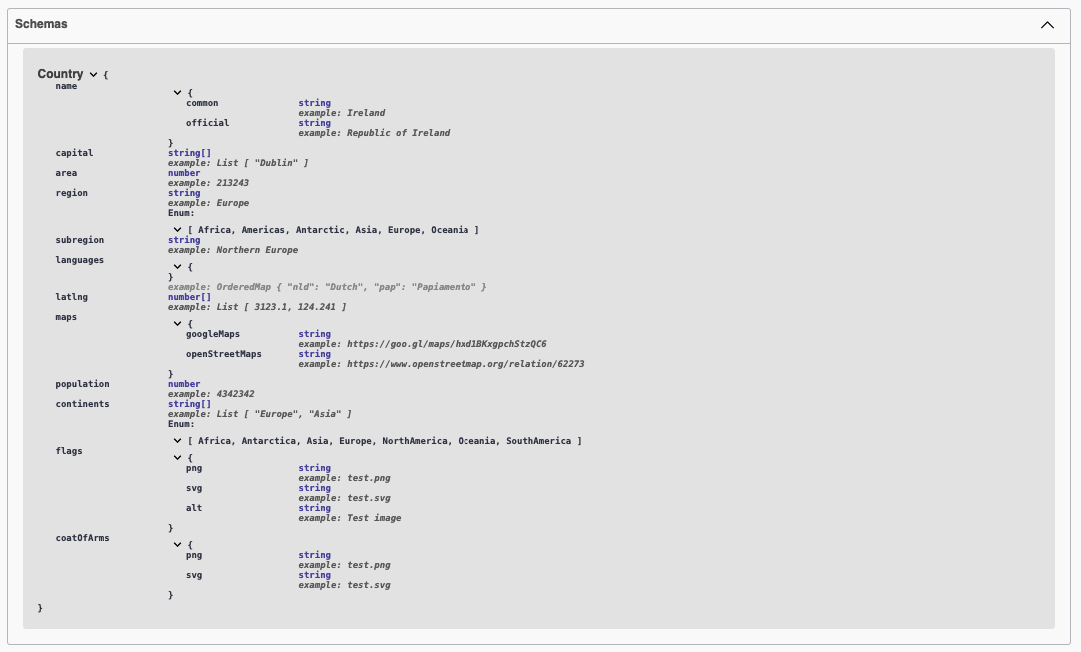 Schemas
Country {
name
{
common string
example: Ireland
official string
example: Republic of Ireland
}
capital string[]
example: List [ "Dublin" ]
area number
example: 213243
region string
example: Europe
Enum:
[ Africa, Americas, Antarctic, Asia, Europe, Oceania ]
subregion string
example: Northern Europe
languages
{
}
example: OrderedMap { "nld": "Dutch", "pap": "Papiamento" }
latlng number[]
example: List [ 3123.1, 124.241 ]
maps
{
googleMaps string
example: https://goo.gl/maps/hxd1BKxgpchStzQC6
openStreetMaps string
example: https://www.openstreetmap.org/relation/62273
}
population number
example: 4342342
continents string[]
example: List [ "Europe", "Asia" ]
Enum:
[ Africa, Antarctica, Asia, Europe, NorthAmerica, Oceania, SouthAmerica ]
flags
{
png string
example: test.png
svg string
example: test.svg
alt string
example: Test image
}
coatOfArms
{
png string
example: test.png
svg string
example: test.svg
}
}